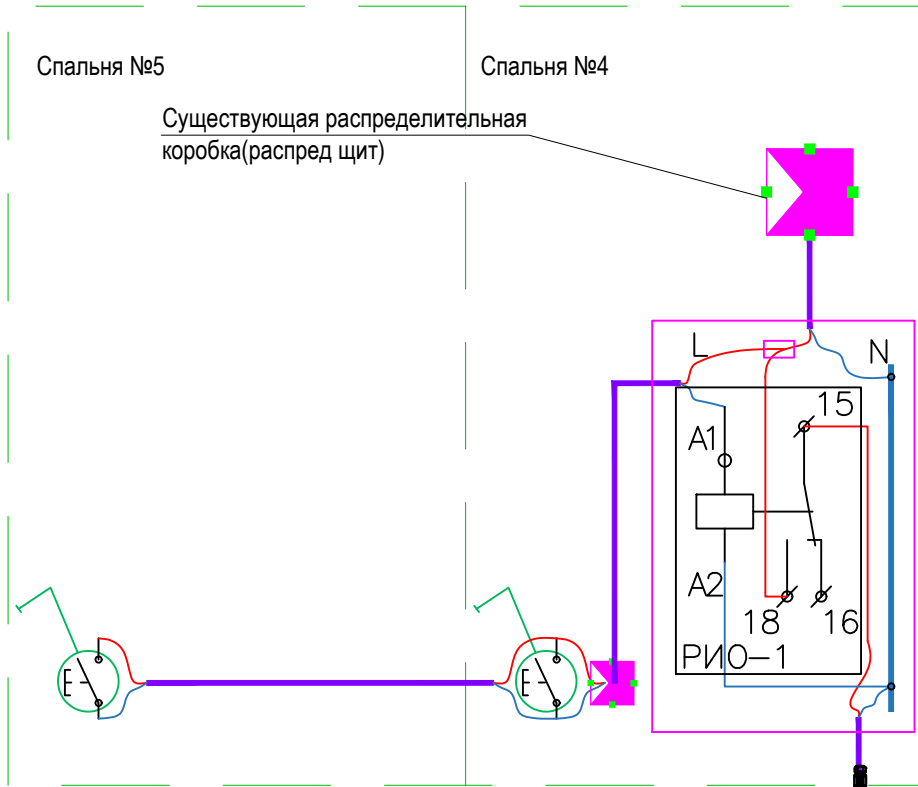 Спальня №5
Спальня №4
Существующая распределительная
коробка(распред щит)
L
N
15
A1
A2
18
16
РИО-1